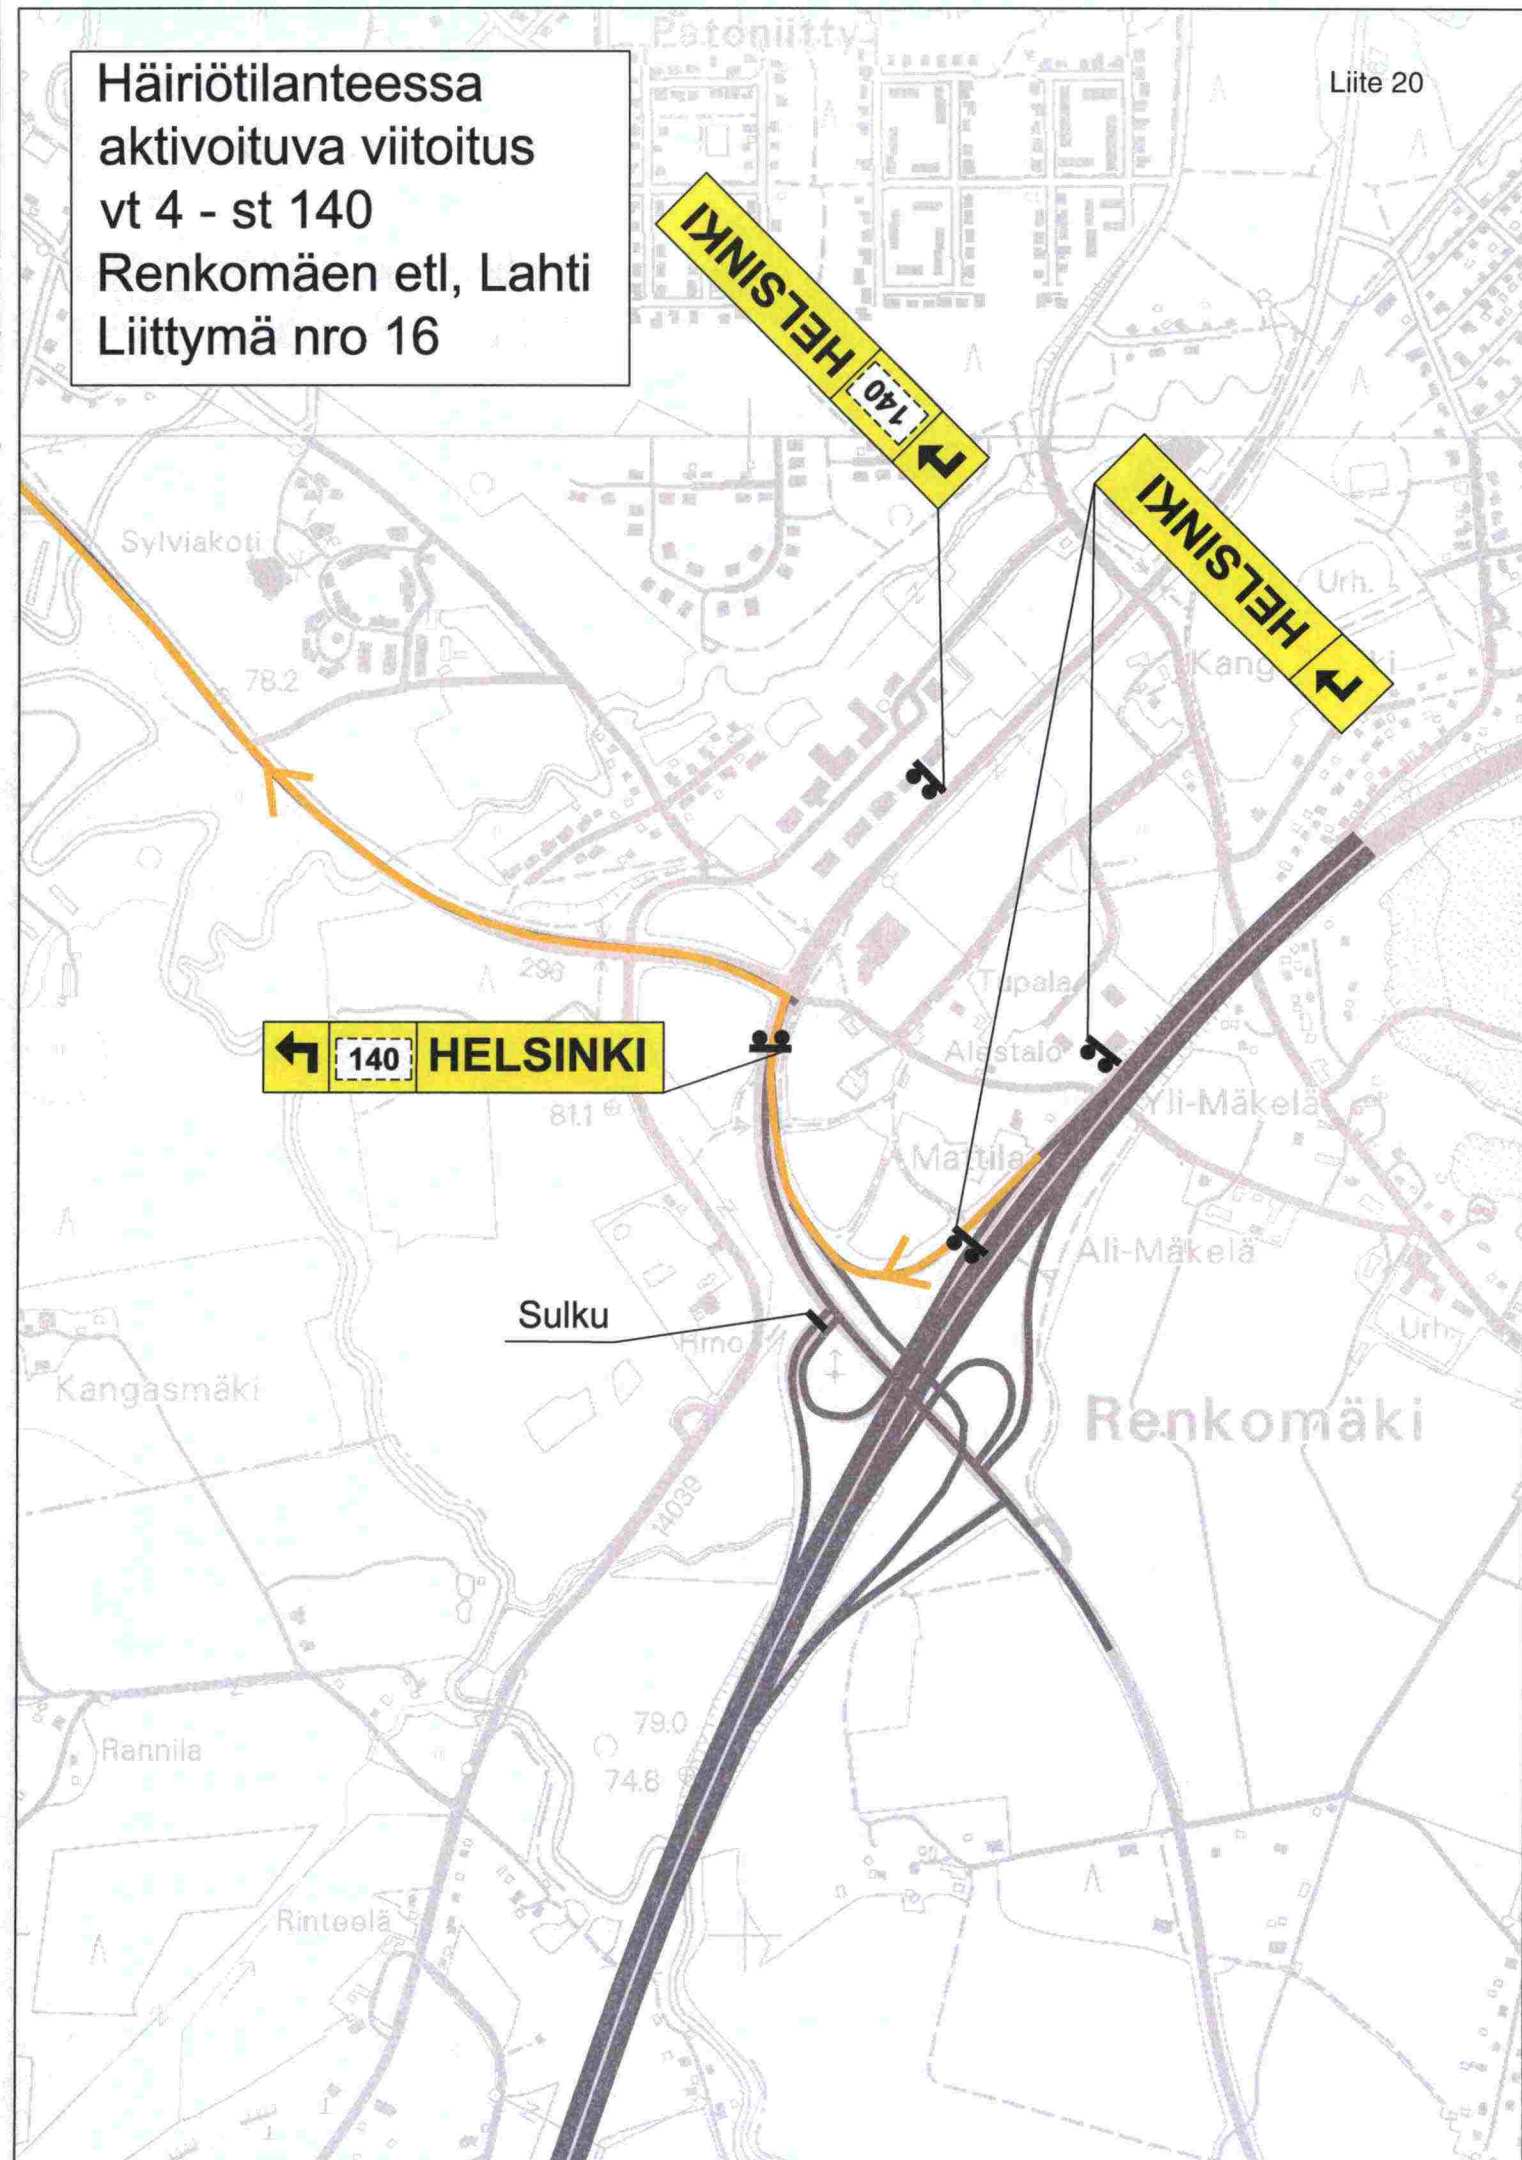 Häiriötilanteessa
aktivoituva viitoitus
vt 4 - st 140
Renkomäen etl, Lahti
Liittymä nro 16
Liite 20
Patoniitty
HELSINKI
140
HELSINKI
Sylviakoti
Urh.
78.2
296
Tupala
140 HELSINKI
Alestalo
81.1
Yli-Mäkelä
Mattila
Ali-Mäkelä
Sulku
Urh.
Kangasmäki
Renkomäki
14039
79.0
Rannila
74.8
Rinteelä